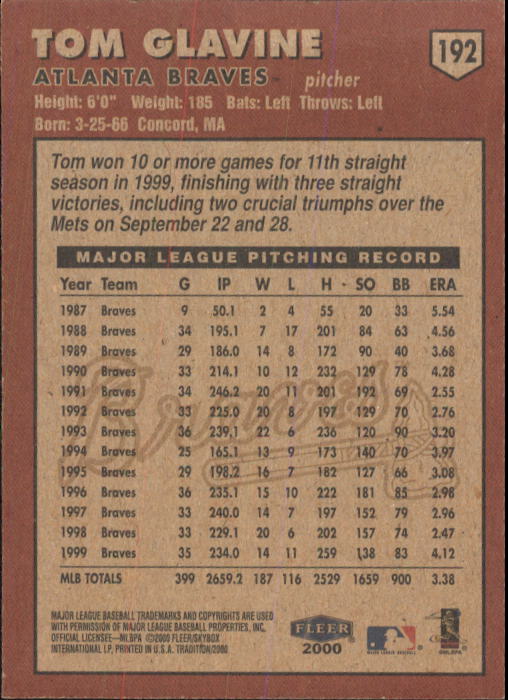 TOM GLAVINE
192
ATLANTA BRAVES pitcher
Height: 6'0" Weight: 185 Bats: Left Throws: Left
Born: 3-25-66 Concord, MA
Tom won 10 or more games for 11th straight
season in 1999, finishing with three straight
victories, including two crucial triumphs over the
Mets on September 22 and 28.
MAJOR LEAGUE PITCHING RECORD
Year Team G IP W L H SO BB ERA
1987 Braves 9 50.1 2 4 55 20 33 5.54
1988 Braves 34 195.1 7 17 201 84 63 4.56
1989 Braves 29 186.0 14 8 172 90 40 3.68
1990 Braves 33 214.1 10 12 232 129 78 4.28
1991 Braves 34 246.2 20 11 201 192 69 2.55
1992 Braves 33 225.0 20 8 197 129 70 2.76
1993 Braves 36 239.1 22 6 236 120 90 3.20
1994 Braves 25 165.1 13 9 173 140 70 3.97
1995 Braves 29 198.2 16 7 182 127 66 3.08
1996 Braves 36 235.1 15 10 222 181 85 2.98
1997 Braves 33 240.0 14 7 197 152 79 2.96
1998 Braves 33 229.1 20 6 202 157 74 2.47
1999 Braves 35 234.0 14 11 259 138 83 4.12
MLB TOTALS 399 2659.2 187 116 2529 1659 900 3.38
Braves
MAJOR LEAGUE BASEBALL TRADEMARKS AND COPYRIGHTS ARE USED
WITH PERMISSION OF MAJOR LEAGUE BASEBALL PROPERTIES, INC.
OFFICIAL LICENSEE—MLBPA ©2000 FLEER/SKYBOX
INTERNATIONAL LP, PRINTED IN U.S.A. TRADITION/2000
FLEER
2000
MAJOR LEAGUE BASEBALL
©MLBPA